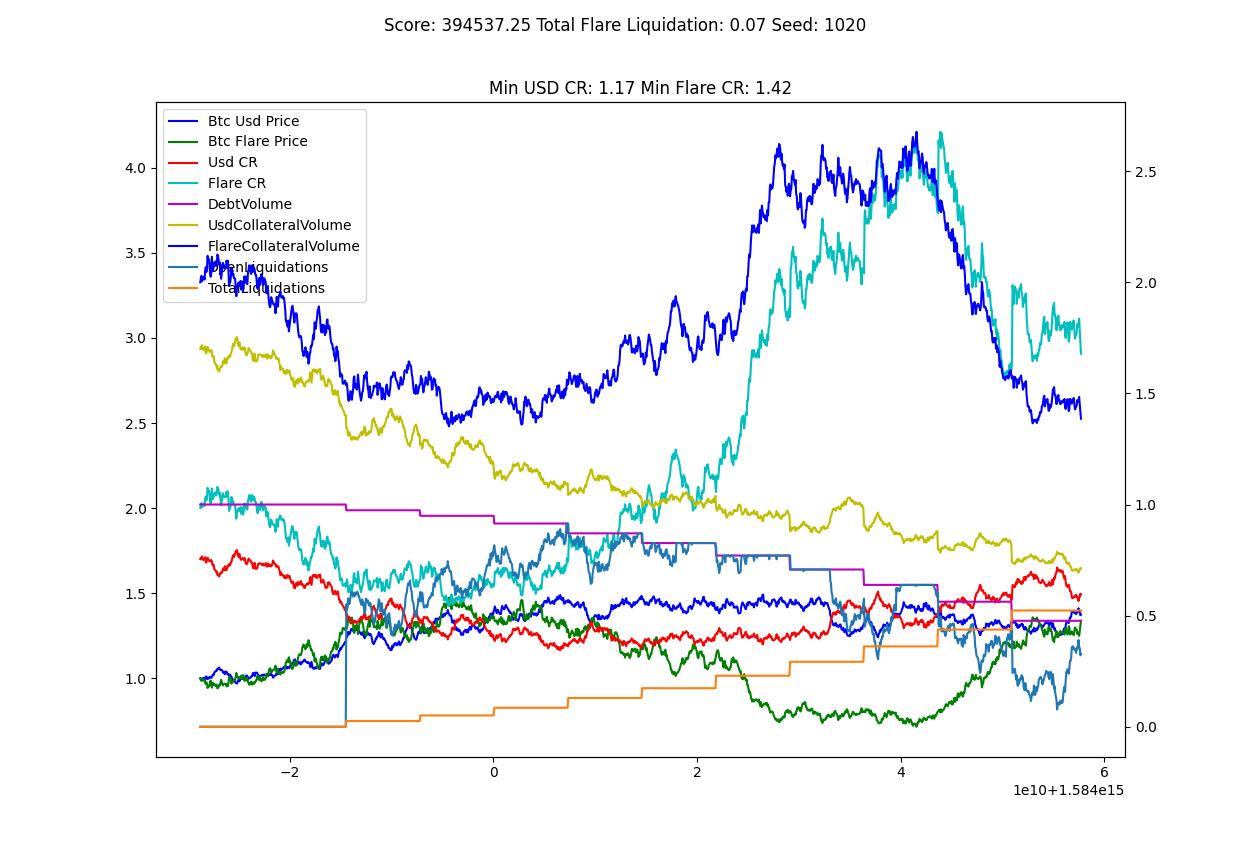 Score: 394537.25 Total Flare Liquidation: 0.07 Seed: 1020
Min USD CR: 1.17 Min Flare CR: 1.42
Btc Usd Price
Btc Flare Price
Usd CR
Flare CR
DebtVolume
UsdCollateralVolume
FlareCollateralVolume
OpenLiquidations
TotalLiquidations
4.0
3.5
3.0
2.5
2.0
1.5
1.0
2.5
2.0
1.5
1.0
0.5
0.0
−2 0 2 4 6
1e10+1.584e15